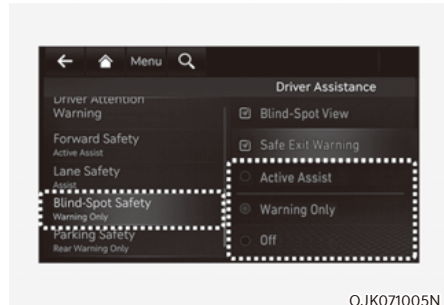 Menu
Driver Assistance
Driver Attention
Warning
Forward Safety
Active Assist
Lane Safety
Assist
Blind-Spot Safety
Warning Only
Parking Safety
Rear Warning Only
Blind-Spot View
Safe Exit Warning
Active Assist
Warning Only
Off
OJK071005N